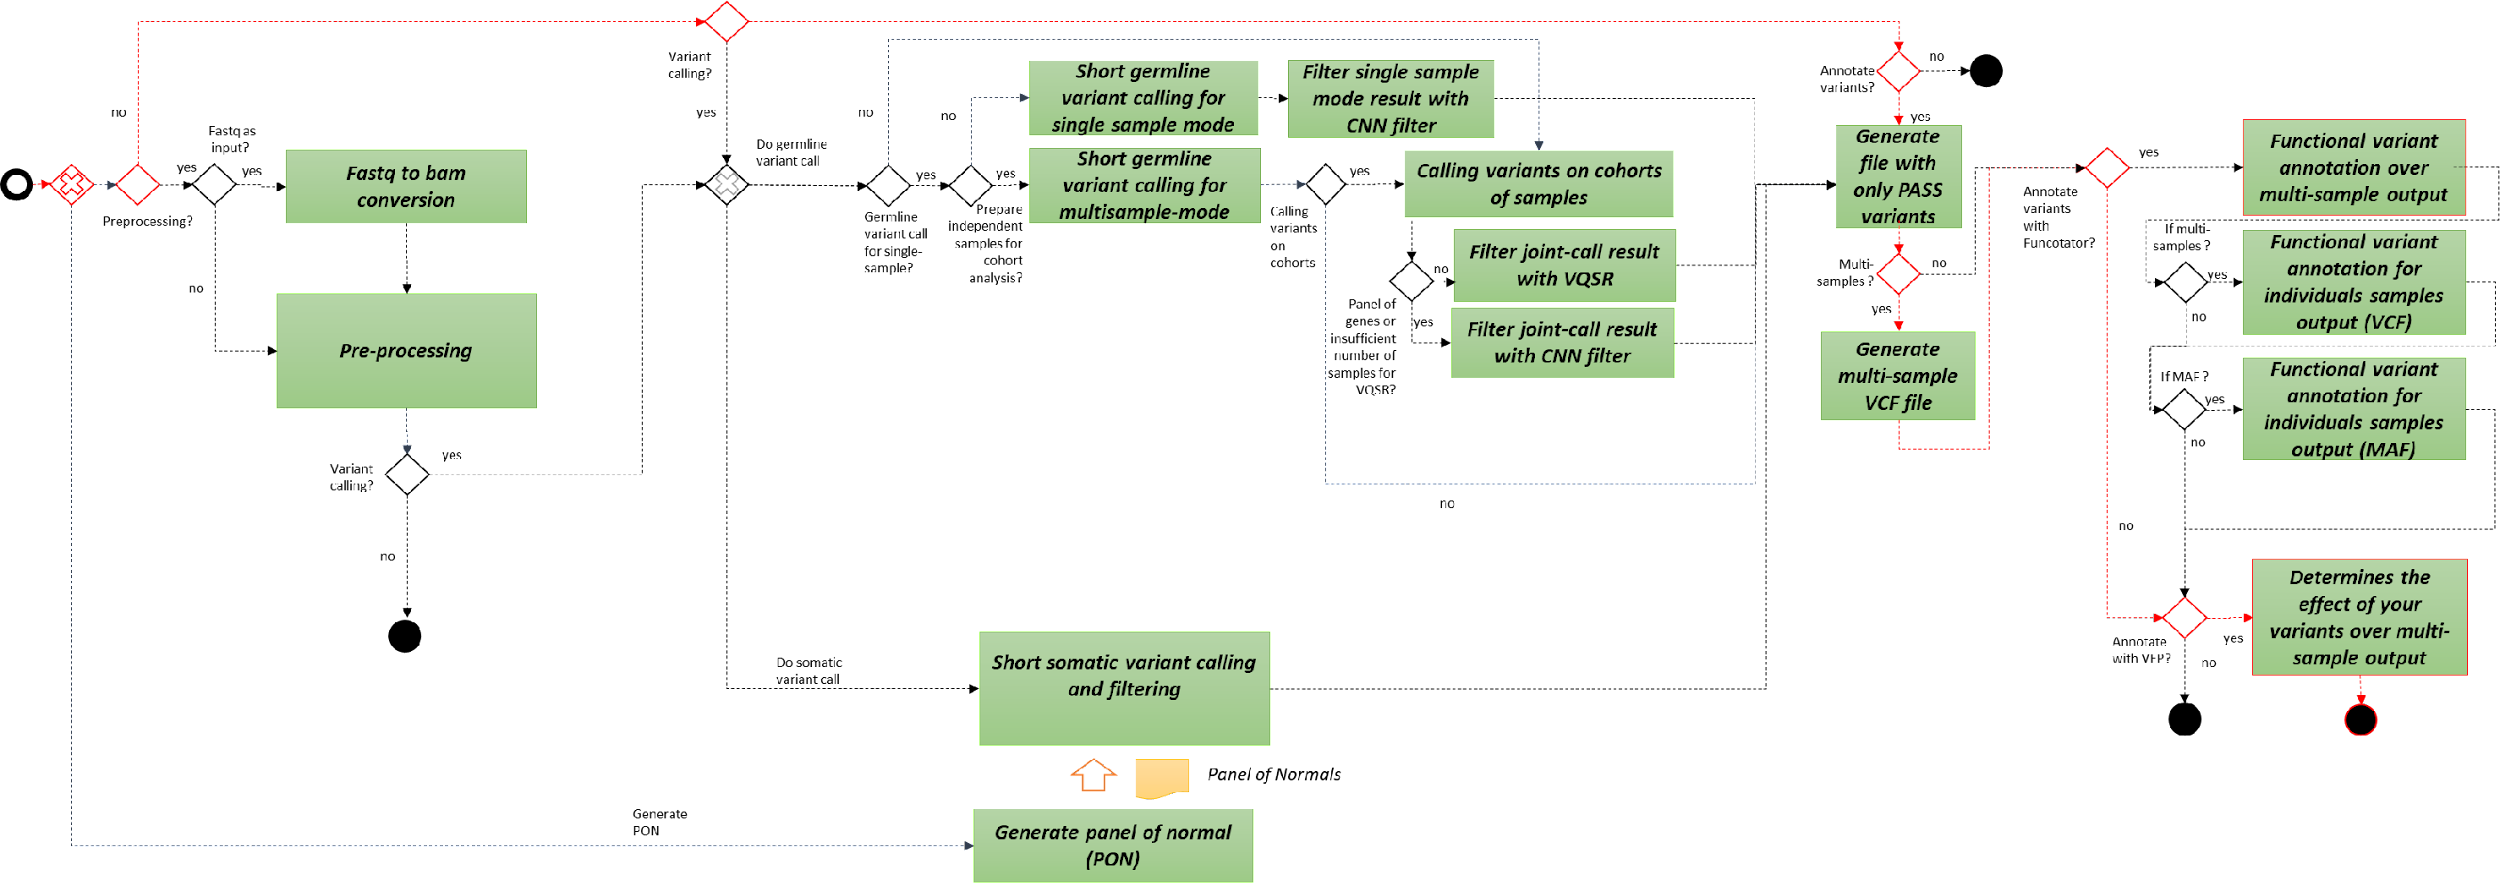 no
Preprocessing?
yes
Fastq as
input?
yes
no
Fastq to bam
conversion
Pre-processing
Variant
calling?
yes
no
Variant
calling?
yes
Do germline
variant call
Do somatic
variant call
Generate
PON
no
Germline
variant call
for single-
sample?
yes
no
yes
Prepare
independent
samples for
cohort
analysis?
Short germline
variant calling for
single sample mode
Filter single sample
mode result with
CNN filter
Short germline
variant calling for
multisample-mode
Calling
variants
on
cohorts
yes
no
Calling variants on cohorts
of samples
no
yes
Panel of
genes or
insufficient
number of
samples for
VQSR?
Filter joint-call result
with VQSR
Filter joint-call result
with CNN filter
Short somatic variant calling
and filtering
Panel of Normals
Generate panel of normal
(PON)
Annotate
variants?
no
yes
Generate
file with
only PASS
variants
Multi-
samples ?
no
yes
Generate
multi-sample
VCF file
Annotate
variants
with
Funcotator?
yes
no
Functional variant
annotation over
multi-sample output
If multi-
samples ?
yes
no
Functional variant
annotation for
individuals samples
output (VCF)
If MAF ?
yes
no
Functional variant
annotation for
individuals samples
output (MAF)
Annotate
with VEP?
yes
no
Determines the
effect of your
variants over multi-
sample output